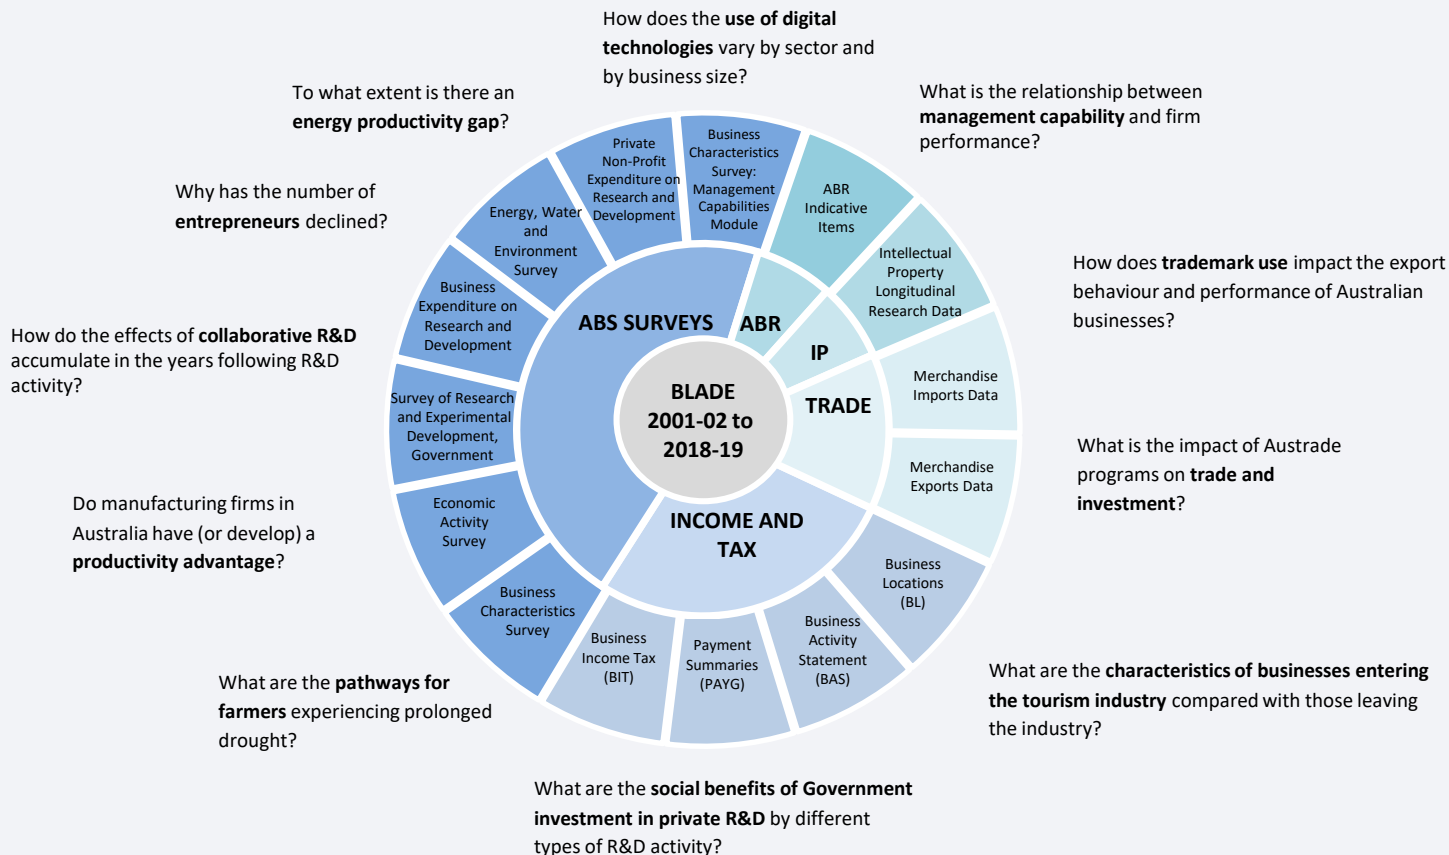 How does the use of digital
technologies vary by sector and
by business size?
To what extent is there an
energy productivity gap?
What is the relationship between
management capability and firm
performance?
Why has the number of
entrepreneurs declined?
How does trademark use impact the export
behaviour and performance of Australian
businesses?
How do the effects of collaborative R&D
accumulate in the years following R&D
activity?
What is the impact of Austrade
programs on trade and
investment?
Do manufacturing firms in
Australia have (or develop) a
productivity advantage?
What are the pathways for
farmers experiencing prolonged
drought?
What are the characteristics of businesses entering
the tourism industry compared with those leaving
the industry?
What are the social benefits of Government
investment in private R&D by different
types of R&D activity?
Business
Characteristics
Survey:
Management
Capabilities
Module
ABR
Indicative
Items
Intellectual
Property
Longitudinal
Research Data
Merchandise
Imports Data
Merchandise
Exports Data
Business
Locations
(BL)
Business
Activity
Statement
(BAS)
Payment
Summaries
(PAYG)
Business
Income Tax
(BIT)
Business
Characteristics
Survey
Economic
Activity
Survey
Survey of Research
and Experimental
Development,
Government
Business
Expenditure on
Research and
Development
Energy, Water
and
Environment
Survey
Private
Non-Profit
Expenditure on
Research and
Development
ABS SURVEYS
ABR
IP
TRADE
INCOME AND
TAX
BLADE
2001-02 to
2018-19